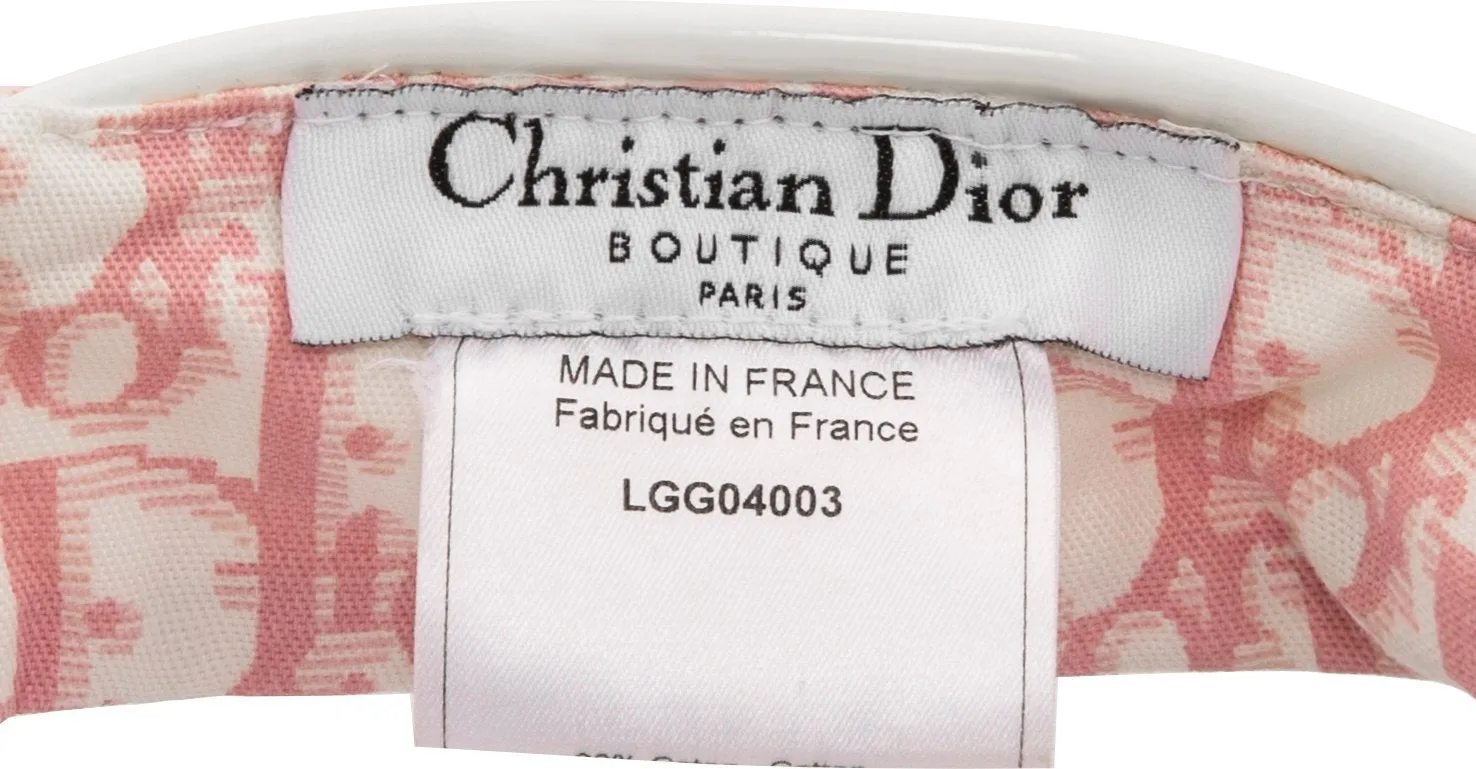 Christian Dior
BOUTIQUE
PARIS
MADE IN FRANCE
Fabriqué en France
LGG04003